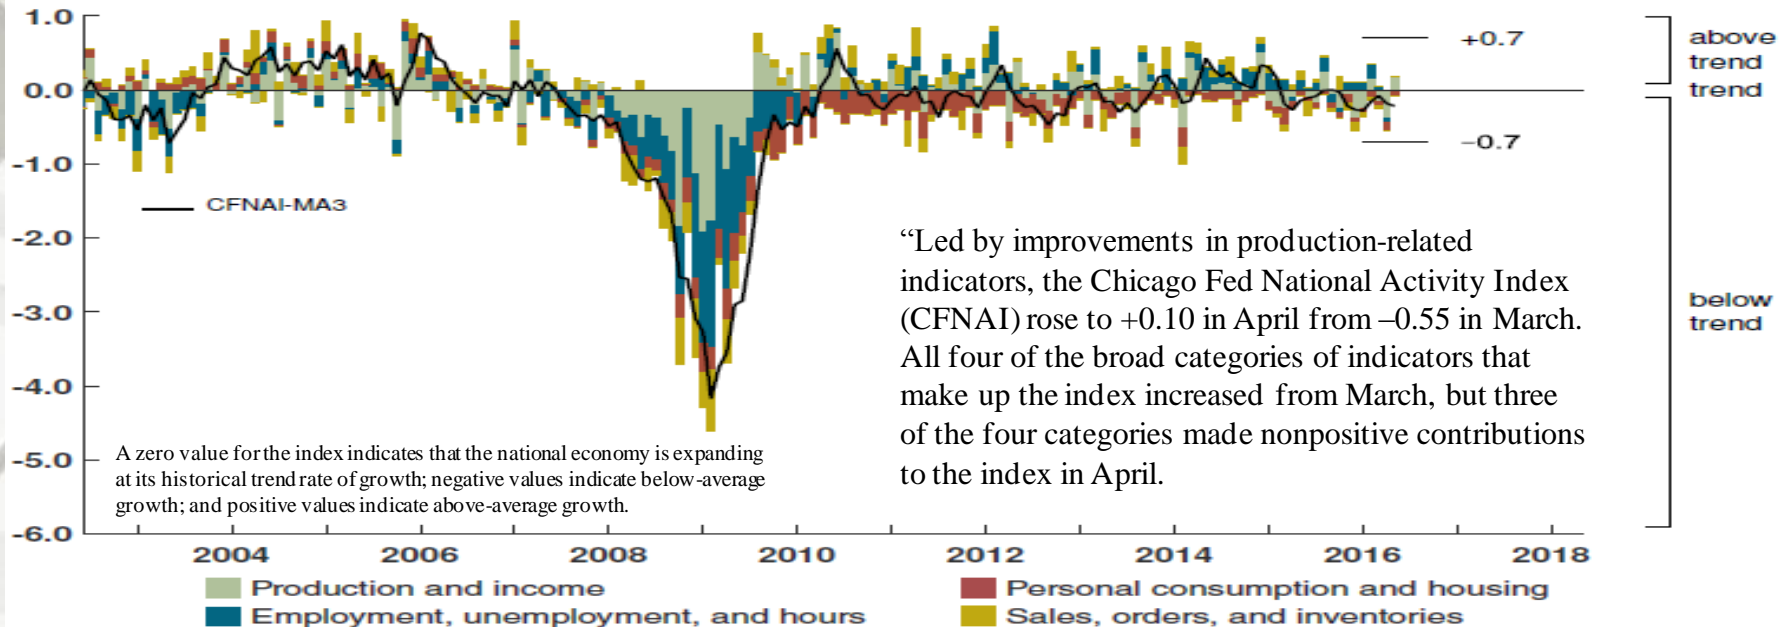 1.0
0.0
-1.0
-2.0
-3.0
-4.0
-5.0
-6.0
+0.7
−0.7
above
trend
trend
below
trend
CFNAI-MA3
“Led by improvements in production-related
indicators, the Chicago Fed National Activity Index
(CFNAI) rose to +0.10 in April from –0.55 in March.
All four of the broad categories of indicators that
make up the index increased from March, but three
of the four categories made nonpositive contributions
to the index in April.
A zero value for the index indicates that the national economy is expanding
at its historical trend rate of growth; negative values indicate below-average
growth; and positive values indicate above-average growth.
2004 2006 2008 2010 2012 2014 2016 2018
Production and income
Personal consumption and housing
Employment, unemployment, and hours
Sales, orders, and inventories